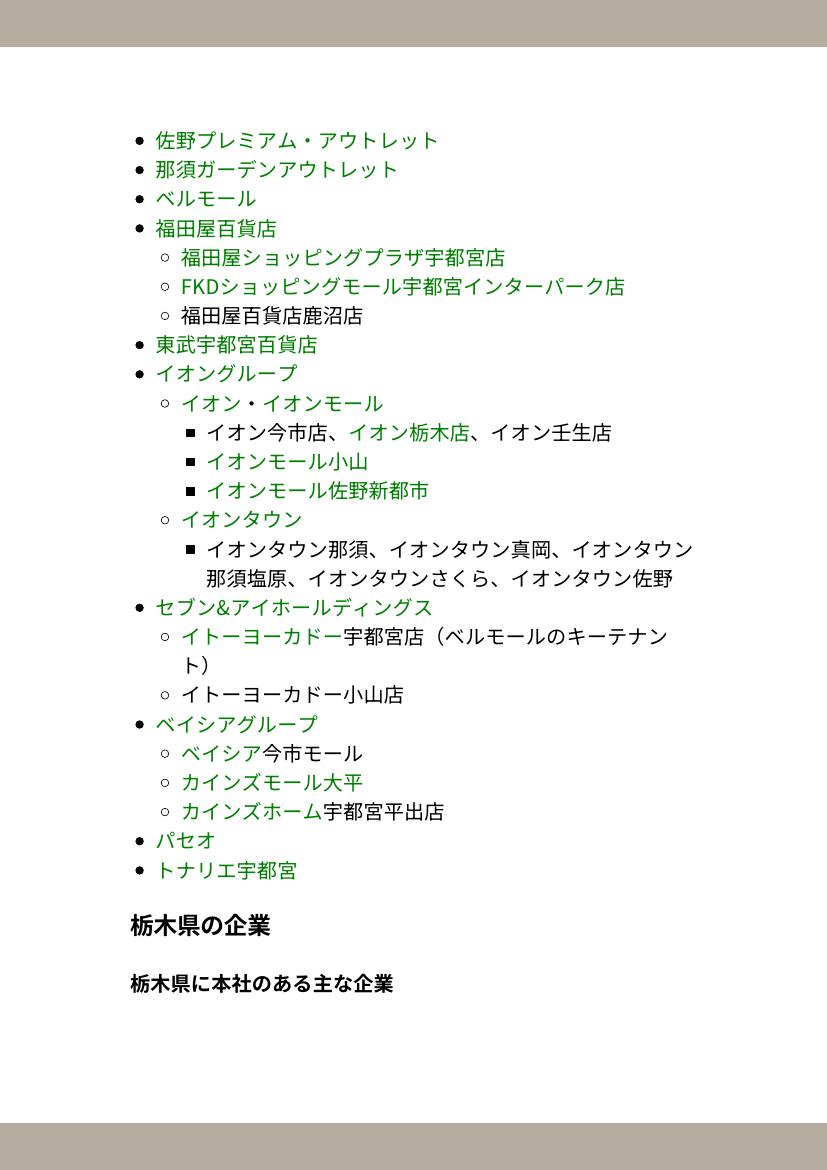 佐野プレミアム・アウトレット
那須ガーデンアウトレット
ベルモール
福田屋百貨店
福田屋ショッピングプラザ宇都宮店
FKDショッピングモール宇都宮インターパーク店
福田屋百貨店鹿沼店
東武宇都宮百貨店
イオングループ
イオン・イオンモール
イオン今市店、イオン栃木店、イオン壬生店
イオンモール小山
イオンモール佐野新都市
イオンタウン
イオンタウン那須、イオンタウン真岡、イオンタウン
那須塩原、イオンタウンさくら、イオンタウン佐野
セブン&アイホールディングス
イトーヨーカドー宇都宮店（ベルモールのキーテナン
ト）
イトーヨーカドー小山店
ベイシアグループ
ベイシア今市モール
カインズモール大平
カインズホーム宇都宮平出店
パセオ
トナリエ宇都宮
栃木県の企業
栃木県に本社のある主な企業